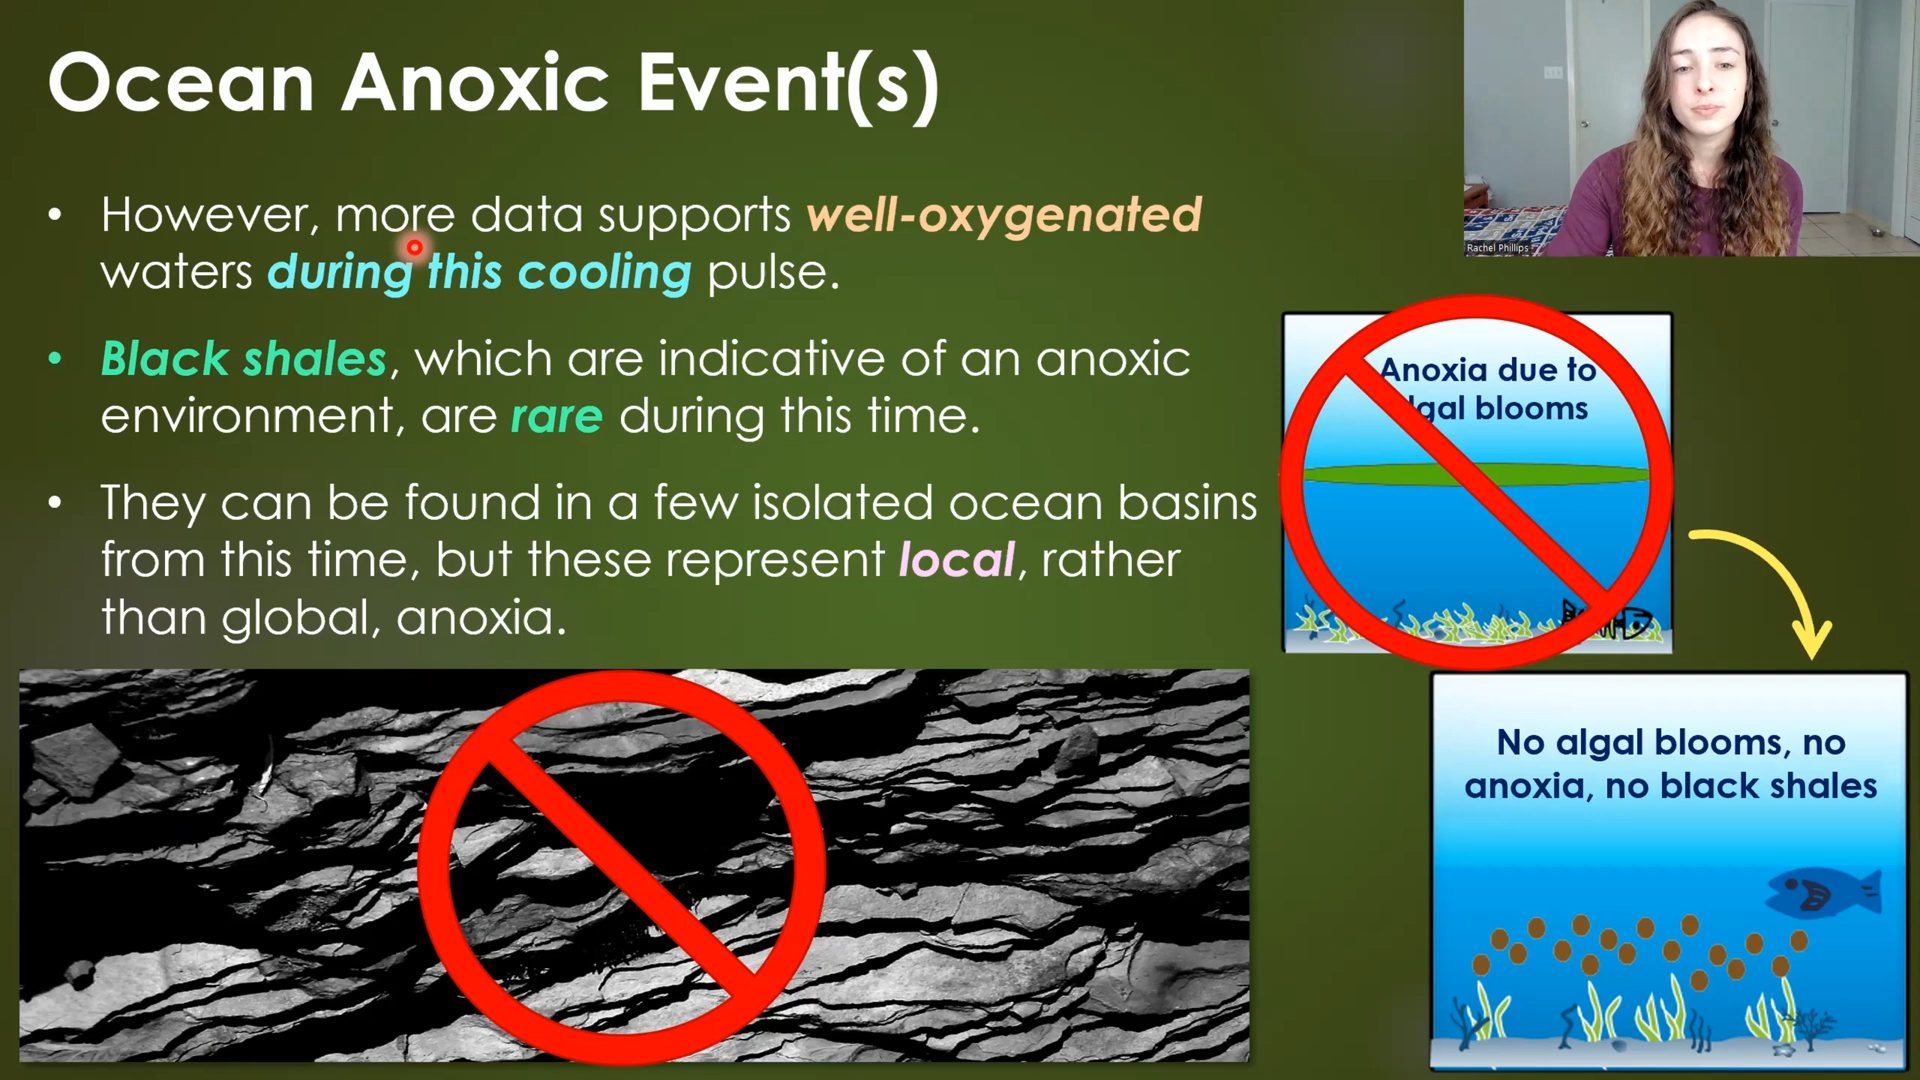 Ocean Anoxic Event(s)
Rachel Phillips
• However, more data supports well-oxygenated
waters during this cooling pulse.
• Black shales, which are indicative of an anoxic
environment, are rare during this time.
• They can be found in a few isolated ocean basins
from this time, but these represent local, rather
than global, anoxia.
Anoxia due to
lgal blooms
No algal blooms, no
anoxia, no black shales